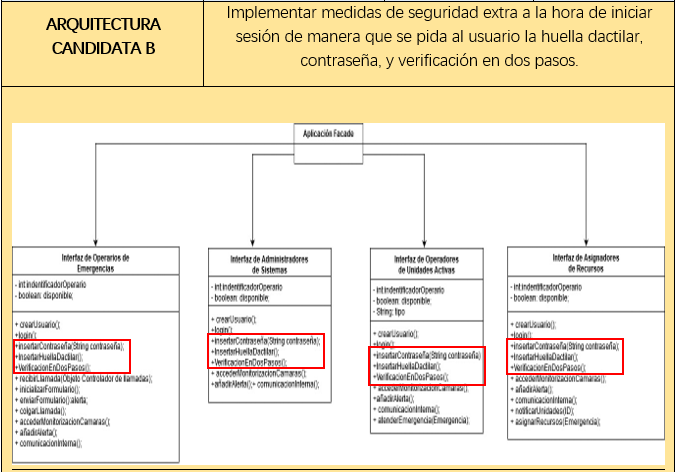 ARQUITECTURA
CANDIDATA B
Implementar medidas de seguridad extra a la hora de iniciar
sesión de manera que se pida al usuario la huella dactilar,
contraseña, y verificación en dos pasos.
Aplicación Facade
Interfaz de Operarios de
Emergencias
- int:indentificadorOperario
- boolean: disponible;
+ crearUsuario();
+login();
+insertarContraseña(String contraseña);
+InsertarHuellaDactilar();
+VerificacionEnDosPasos();
+ recibirLlamada(Objeto Controlador de llamadas);
+ inicializarFormulario();
+ enviarFormulario():alerta;
+ colgarLlamada();
+ accederMonitorizacionCamaras();
+ añadirAlerta();
+ comunicacionInterna();
Interfaz de Administradores
de Sistemas
- int:indentificadorOperario
- boolean: disponible;
+ crearUsuario();
+ login();
+insertarContraseña(String contraseña);
+InsertarHuellaDactilar();
+VerificacionEnDosPasos();
+ accederMonitorizacionCamaras();
+añadirAlerta();+ comunicacionInterna();
Interfaz de Operadores
de Unidades Activas
- int:indentificadorOperario
- boolean: disponible;
- String: tipo
+ crearUsuario();
+ login();
+insertarContraseña(String contraseña)
+InsertarHuellaDactilar();
+VerificacionEnDosPasos();
+ accederMonitorizacionCamaras();
+añadirAlerta();
+ comunicacionInterna();
+ atenderEmergencia(Emergencia);
Interfaz de Asignadores
de Recursos
- int:indentificadorOperario
- boolean: disponible;
+ crearUsuario();
+ login();
+insertarContraseña(String contraseña);
+InsertarHuellaDactilar();
+VerificacionEnDosPasos();
+ accederMonitorizacionCamaras();
+ añadirAlerta();
+ comunicacionInterna();
+ notificarUnidades(ID);
+ asignarRecursos(Emergencia);